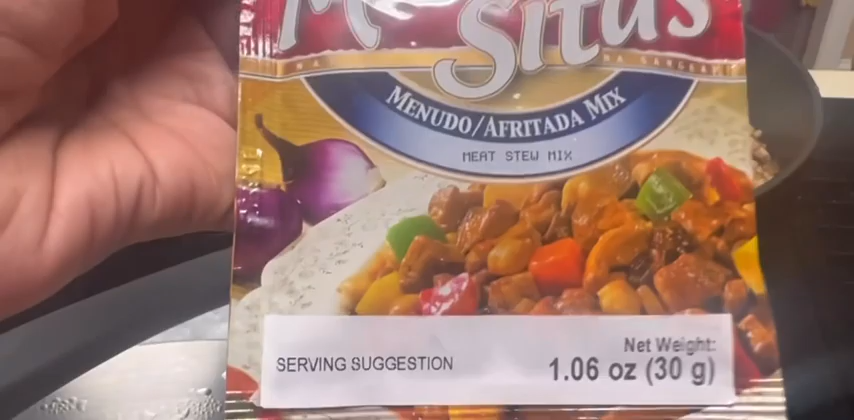 Sitas
MENUDO/AFRITADA MIX
MEAT STEW MIX
SERVING SUGGESTION
Net Weight:
1.06 oz (30 g)